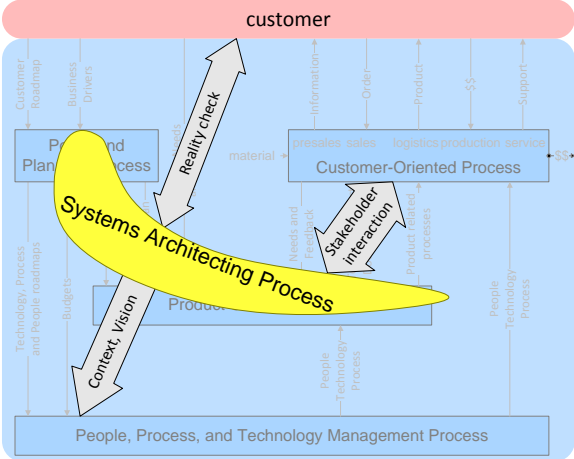 customer
Customer
Roadmap
Business
Drivers
Needs
Information
Order
Product
$$
Support
presales sales logistics production service
Customer-Oriented Process
material
$$
and
Process
Reality check
Systems Architecting Process
Stakeholder
interaction
Needs and
Feedback
Product related
processes
Technology, Process
and People roadmaps
Budgets
Context, Vision
Product
People
Technology
Process
People
Technology
Process
People, Process, and Technology Management Process